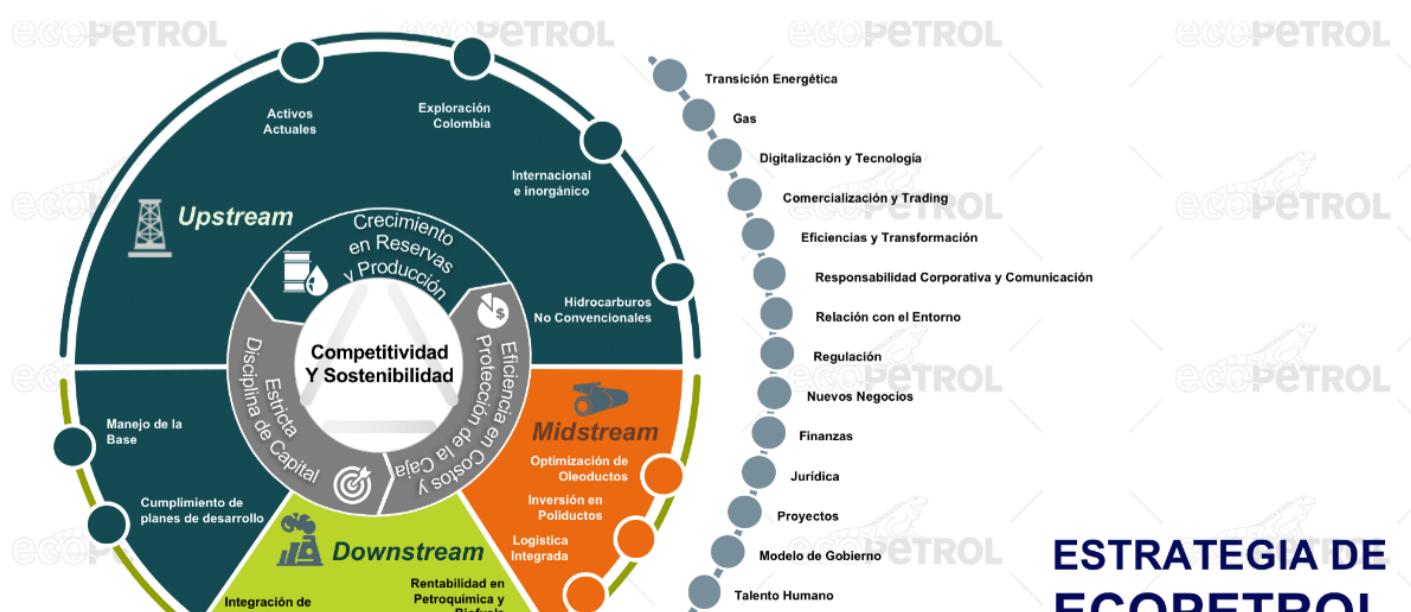 ecoPETROL
ecoPETROL
ecoPETROL
ecoPETROL
Activos
Actuales
Exploración
Colombia
Internacional
e inorgánico
Hidrocarburos
No Convencionales
Upstream
Crecimiento
en Reservas
y Producción
Competitividad
Y Sostenibilidad
Eficiencia en Costos y
Protección de la Caja
Estricta
Disciplina de Capital
Manejo de la
Base
Cumplimiento de
planes de desarrollo
Midstream
Optimización de
Oleoductos
Inversión en
Poliductos
Logística
Integrada
Downstream
Rentabilidad en
Petroquímica y
Biofuels
Integración de
Transición Energética
Gas
Digitalización y Tecnología
Comercialización y Trading
ecoPETROL
Eficiencias y Transformación
Responsabilidad Corporativa y Comunicación
Relación con el Entorno
Regulación
ecoPETROL
Nuevos Negocios
Finanzas
Jurídica
Proyectos
Modelo de Gobierno
Talento Humano
ESTRATEGIA DE
ECOPETROL